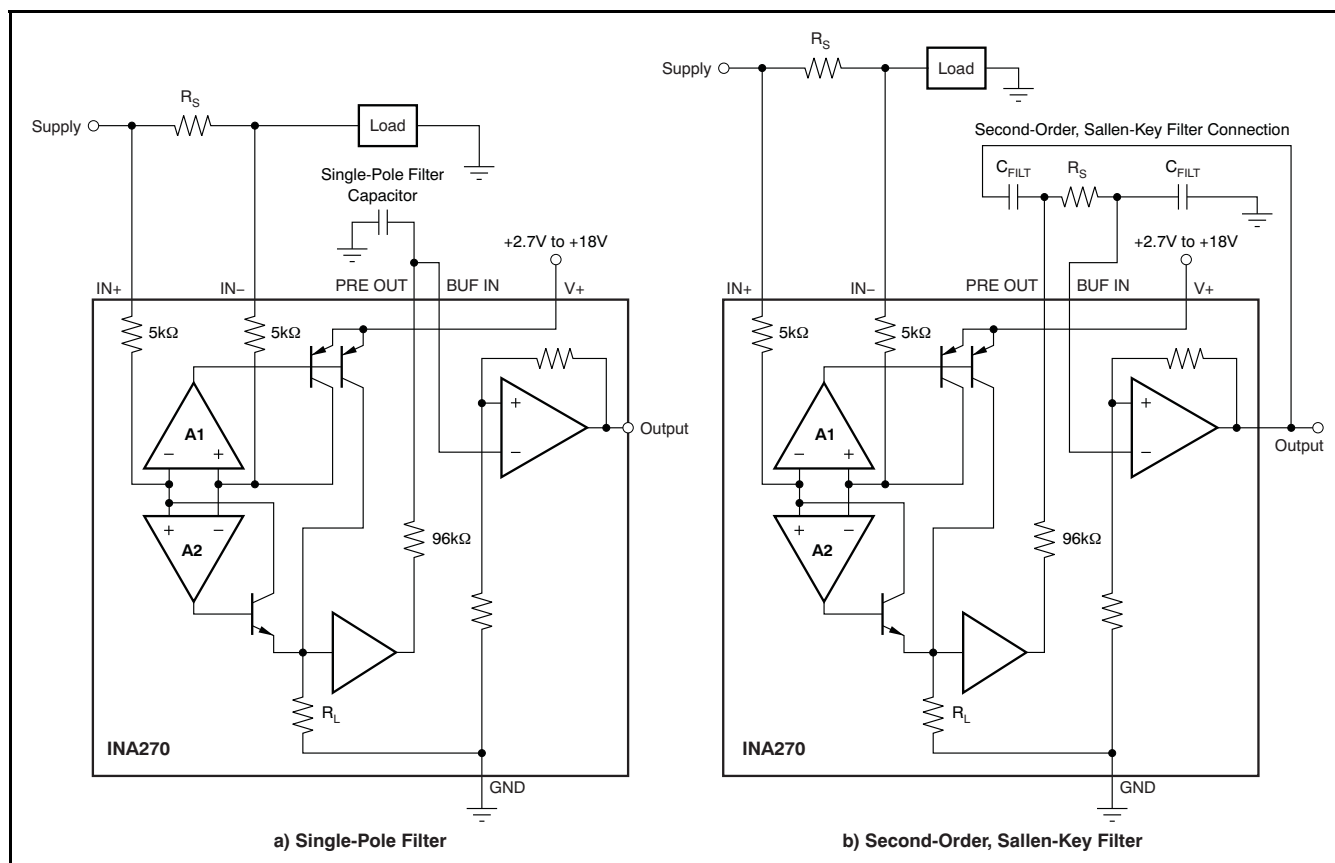 R_S
Supply
Load
Single-Pole Filter
Capacitor
+2.7V to +18V
IN+
IN−
PRE OUT
BUF IN
V+
5kΩ
5kΩ
A1
− +
+
−
Output
+ −
A2
96kΩ
R_L
INA270
GND
a) Single-Pole Filter
R_S
Supply
Load
Second-Order, Sallen-Key Filter Connection
C_FILT
R_S
C_FILT
+2.7V to +18V
IN+
IN−
PRE OUT
BUF IN
V+
5kΩ
5kΩ
A1
− +
+
−
Output
+ −
A2
96kΩ
R_L
INA270
GND
b) Second-Order, Sallen-Key Filter